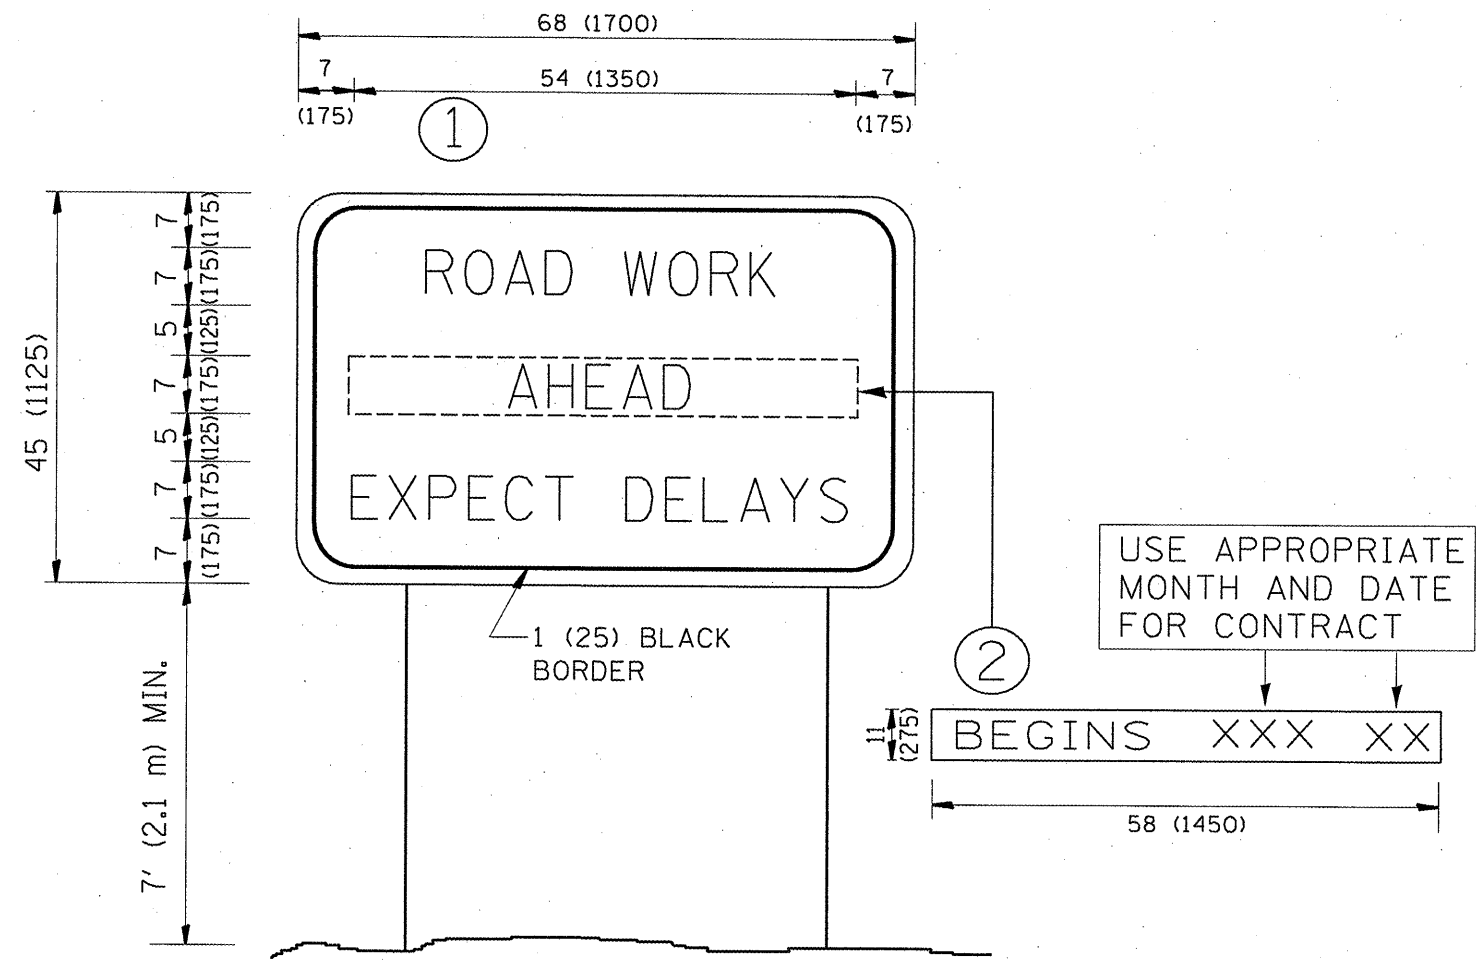 68 (1700)
7
54 (1350)
7
(175)
(175)
1
45 (1125)
7 (175)
7 (175)
5 (125)
7 (175)
5 (125)
7 (175)
7 (175)
ROAD WORK
AHEAD
EXPECT DELAYS
1 (25) BLACK
BORDER
7' (2.1 m) MIN.
USE APPROPRIATE
MONTH AND DATE
FOR CONTRACT
2
11
(275)
BEGINS XXX XX
58 (1450)